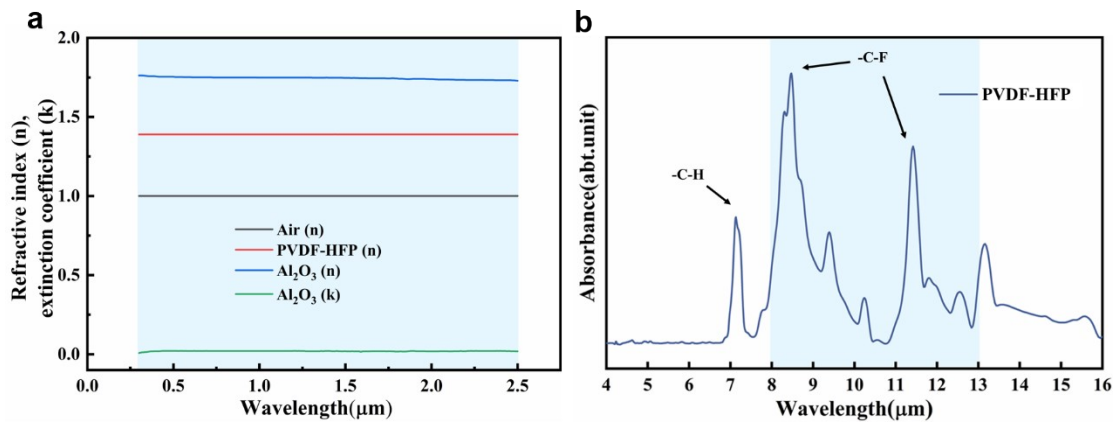 a
Refractive index (n),
extinction coefficient (k)
2.0
1.5
1.0
0.5
0.0
Air (n)
PVDF-HFP (n)
Al₂O₃ (n)
Al₂O₃ (k)
0.0 0.5 1.0 1.5 2.0 2.5
Wavelength(μm)
b
Absorbance(abt.unit)
-C-F
PVDF-HFP
-C-H
4 5 6 7 8 9 10 11 12 13 14 15 16
Wavelength(μm)